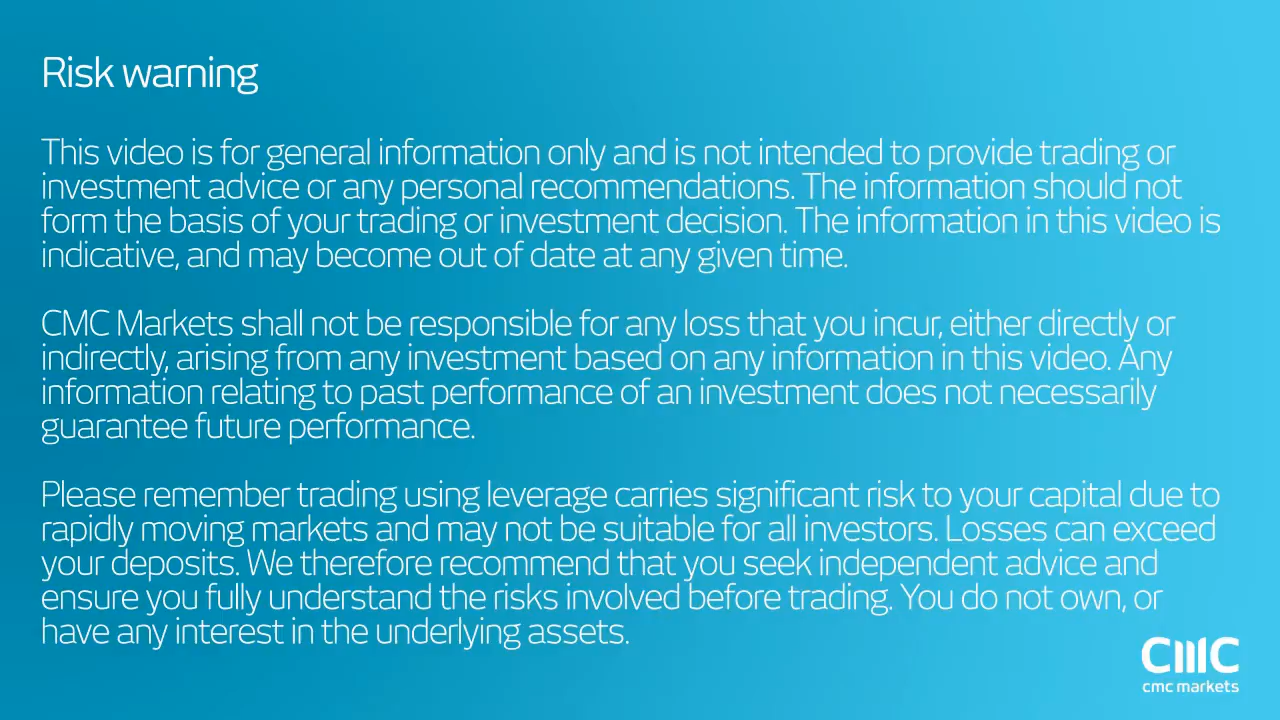 Risk warning
This video is for general information only and is not intended to provide trading or
investment advice or any personal recommendations. The information should not
form the basis of your trading or investment decision. The information in this video is
indicative, and may become out of date at any given time.
CMC Markets shall not be responsible for any loss that you incur, either directly or
indirectly, arising from any investment based on any information in this video. Any
information relating to past performance of an investment does not necessarily
guarantee future performance.
Please remember trading using leverage carries significant risk to your capital due to
rapidly moving markets and may not be suitable for all investors. Losses can exceed
your deposits. We therefore recommend that you seek independent advice and
ensure you fully understand the risks involved before trading. You do not own, or
have any interest in the underlying assets.
CMC
cmc markets